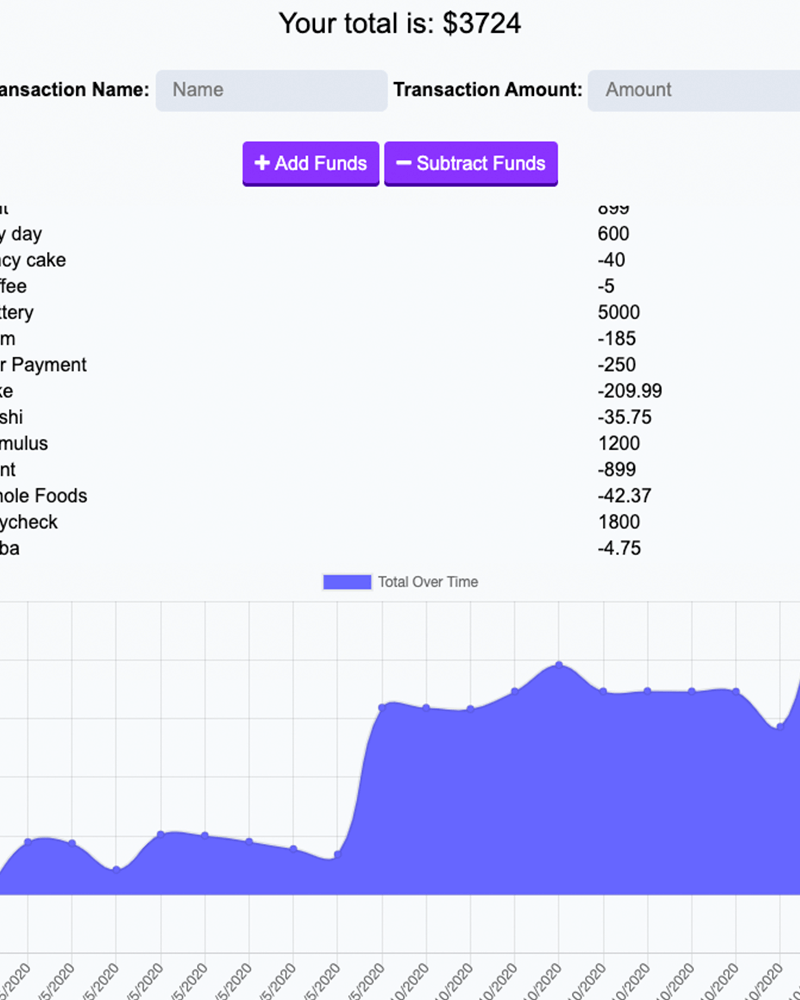 Your total is: $3724
ansaction Name: Name Transaction Amount: Amount
+ Add Funds − Subtract Funds
it 899
y day 600
ncy cake -40
ffee -5
ttery 5000
m -185
r Payment -250
ke -209.99
shi -35.75
mulus 1200
nt -899
hole Foods -42.37
ycheck 1800
ba -4.75
Total Over Time
5/2020 5/2020 5/2020 5/2020 5/2020 5/2020 5/2020 5/2020 5/2020 10/2020 10/2020 10/2020 10/2020 10/2020 10/2020 10/2020 10/2020 10/2020